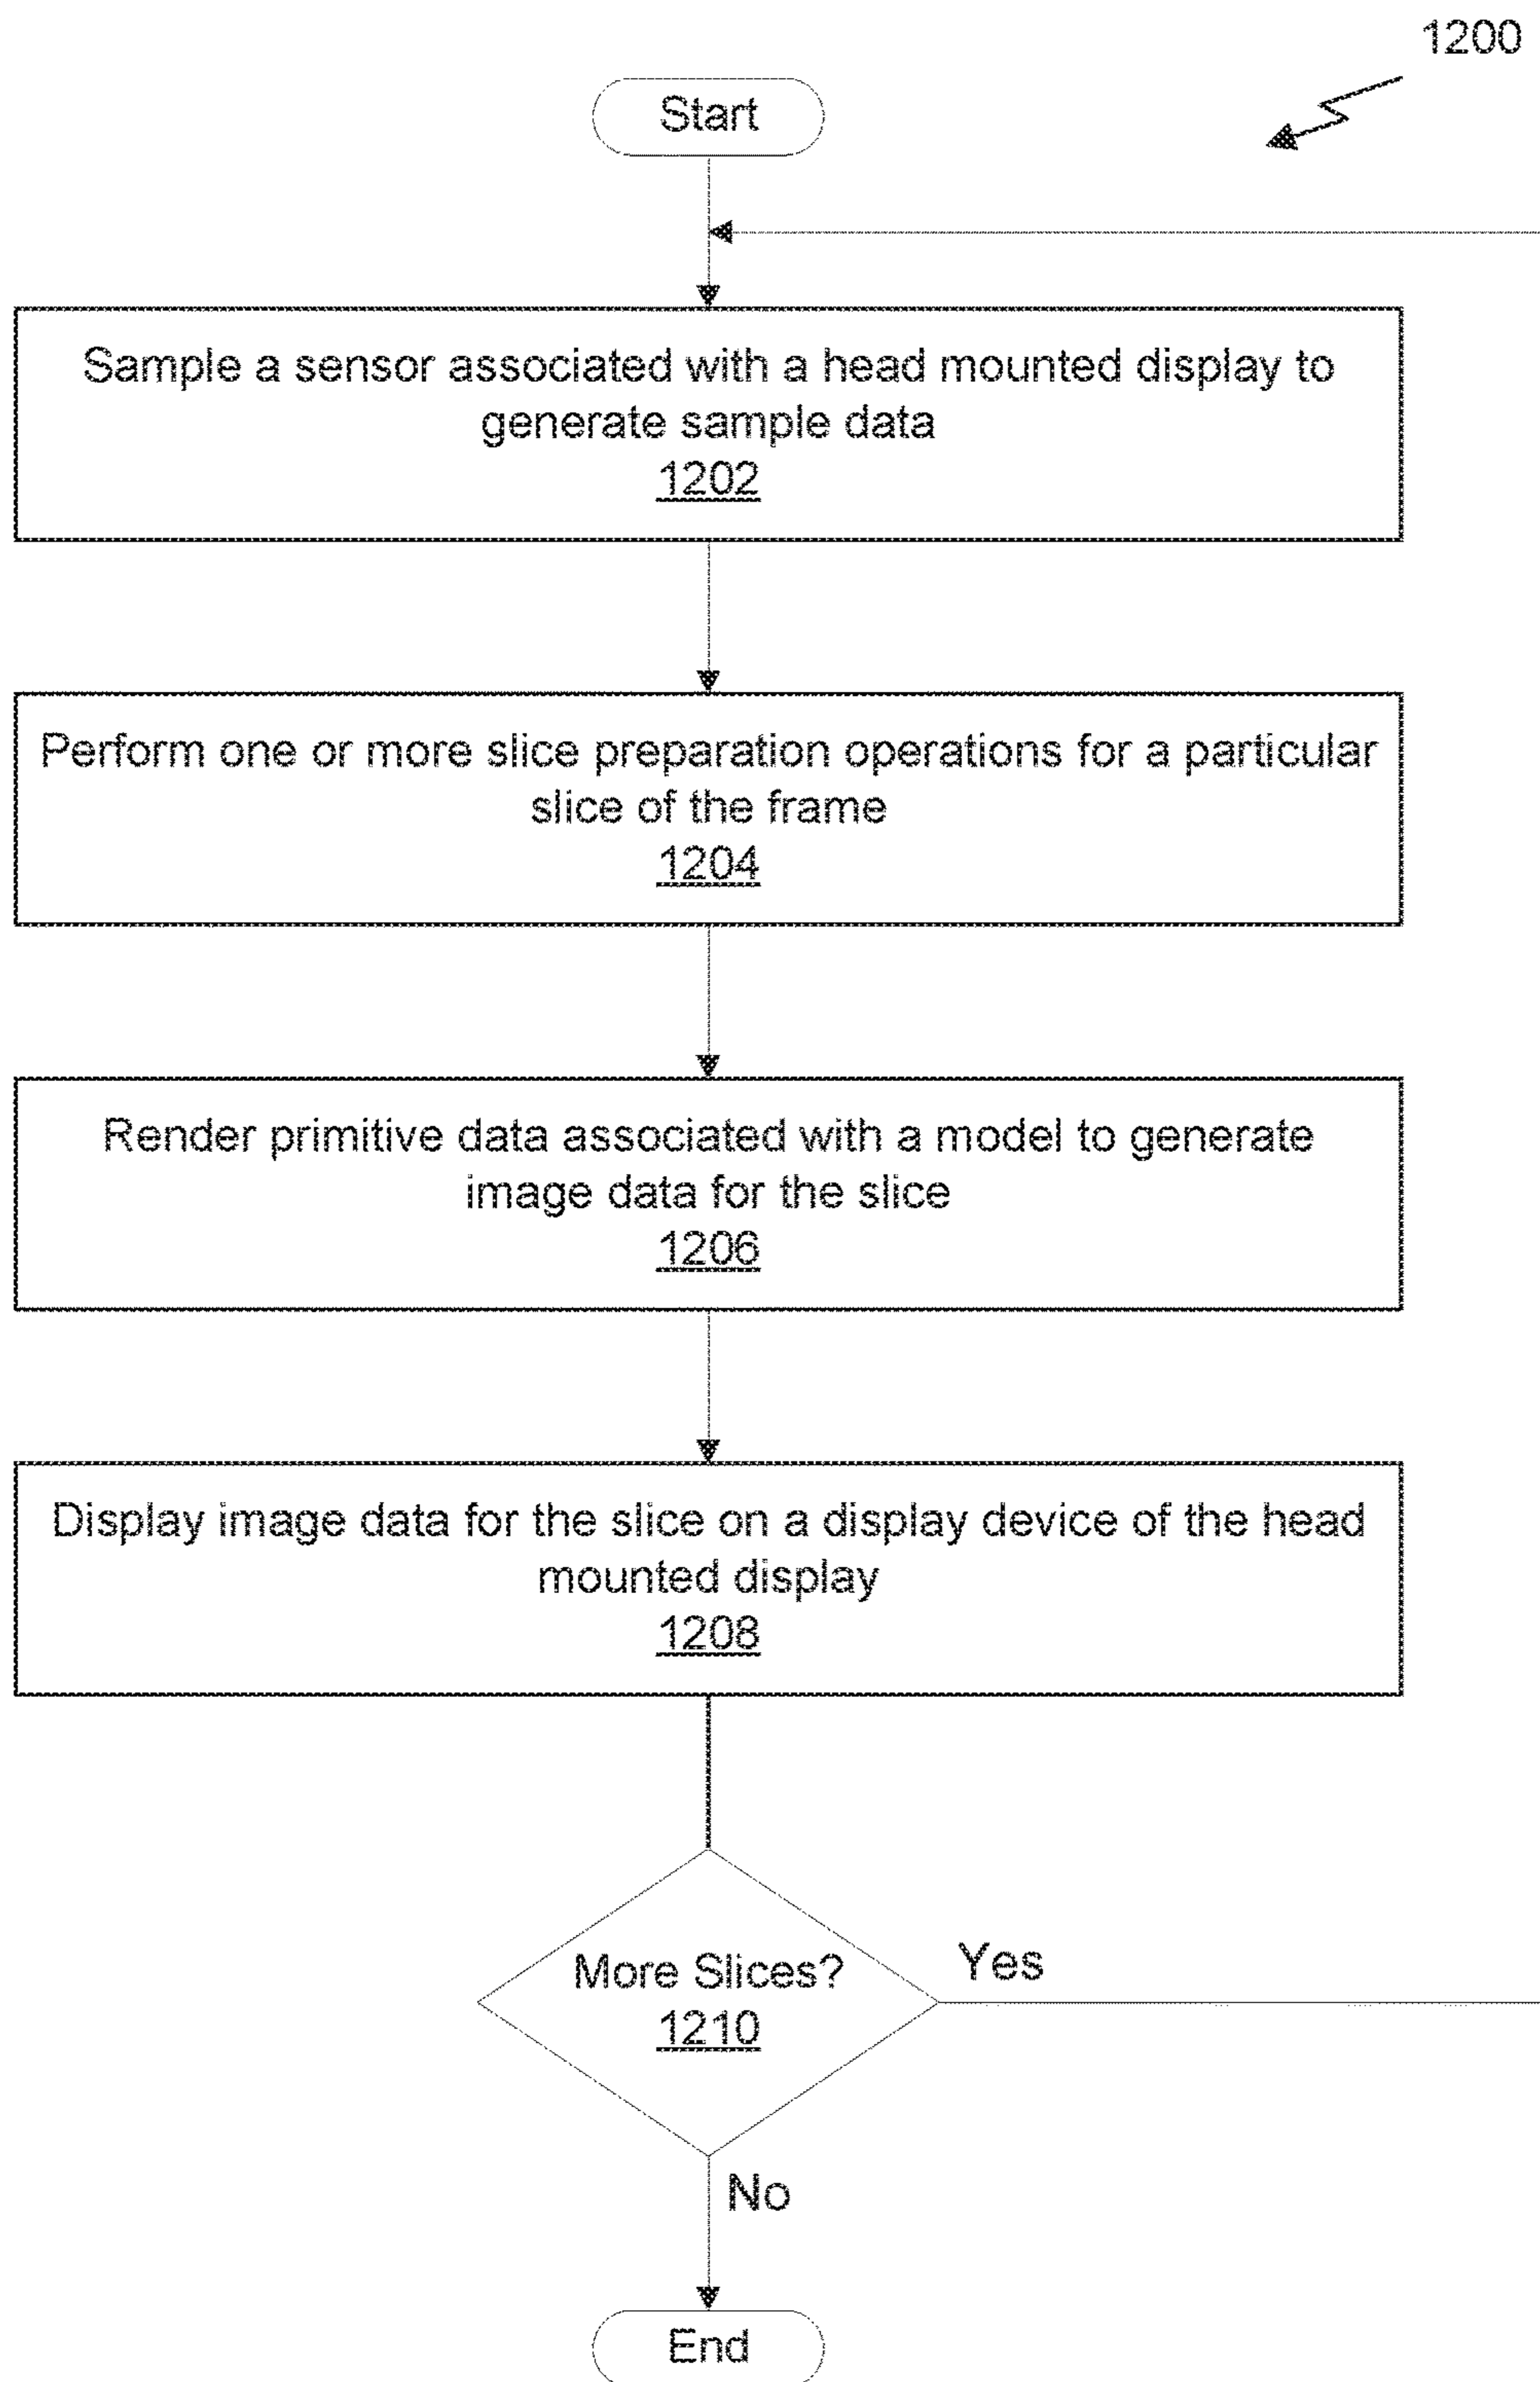 1200
Start
Sample a sensor associated with a head mounted display to
generate sample data
1202
Perform one or more slice preparation operations for a particular
slice of the frame
1204
Render primitive data associated with a model to generate
image data for the slice
1206
Display image data for the slice on a display device of the head
mounted display
1208
More Slices?
1210
Yes
No
End